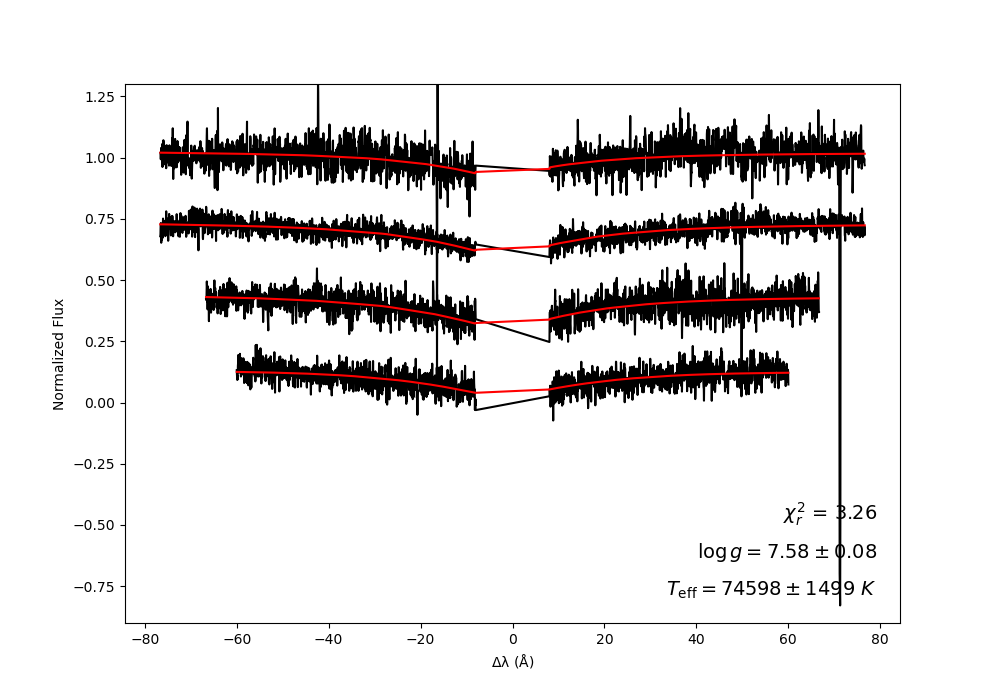 Normalized Flux
1.25
1.00
0.75
0.50
0.25
0.00
−0.25
−0.50
−0.75
χ²ᵣ = 3.26
log g = 7.58 ± 0.08
T_eff = 74598 ± 1499 K
−80 −60 −40 −20 0 20 40 60 80
Δλ (Å)